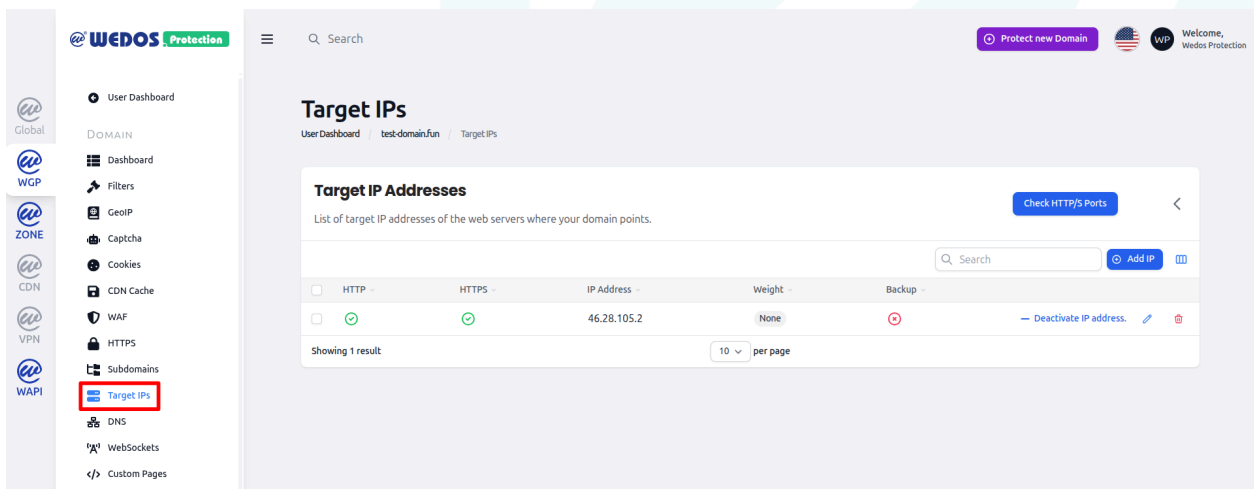 WEDOS Protection
Search
Protect new Domain
WP
Welcome,
Wedos Protection
Global
WGP
ZONE
CDN
VPN
WAPI
User Dashboard
DOMAIN
Dashboard
Filters
GeoIP
Captcha
Cookies
CDN Cache
WAF
HTTPS
Subdomains
Target IPs
DNS
WebSockets
Custom Pages
Target IPs
User Dashboard / test-domain.fun / Target IPs
Target IP Addresses
List of target IP addresses of the web servers where your domain points.
Check HTTP/S Ports
Search
Add IP
HTTP HTTPS IP Address Weight Backup
46.28.105.2 None Deactivate IP address.
Showing 1 result 10 per page